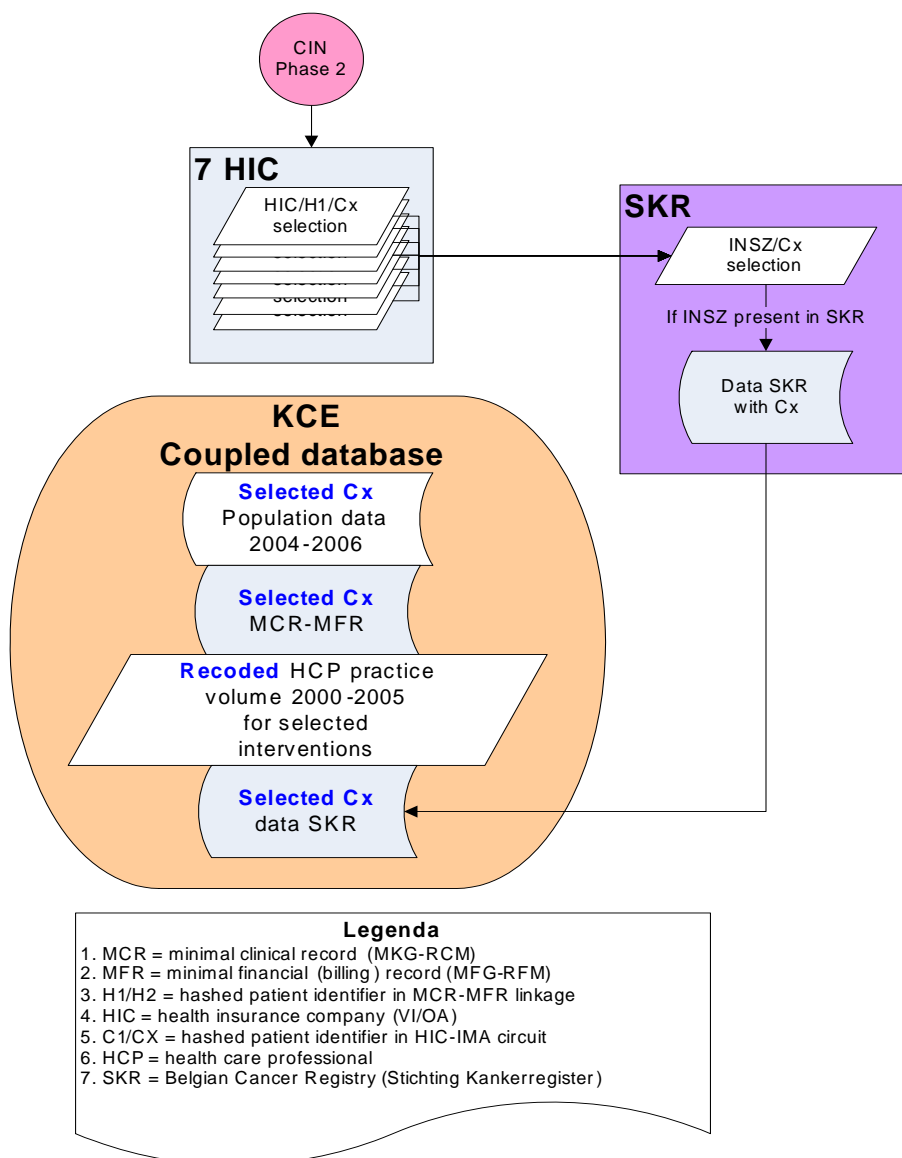 CIN
Phase 2
7 HIC
HIC/H1/Cx
selection
selection
selection
selection
SKR
INSZ/Cx
selection
If INSZ present in SKR
Data SKR
with Cx
KCE
Coupled database
Selected Cx
Population data
2004-2006
Selected Cx
MCR-MFR
Recoded HCP practice
volume 2000-2005
for selected
interventions
Selected Cx
data SKR
Legenda
1. MCR = minimal clinical record (MKG-RCM)
2. MFR = minimal financial (billing) record (MFG-RFM)
3. H1/H2 = hashed patient identifier in MCR-MFR linkage
4. HIC = health insurance company (VI/OA)
5. C1/CX = hashed patient identifier in HIC-IMA circuit
6. HCP = health care professional
7. SKR = Belgian Cancer Registry (Stichting Kankerregister)